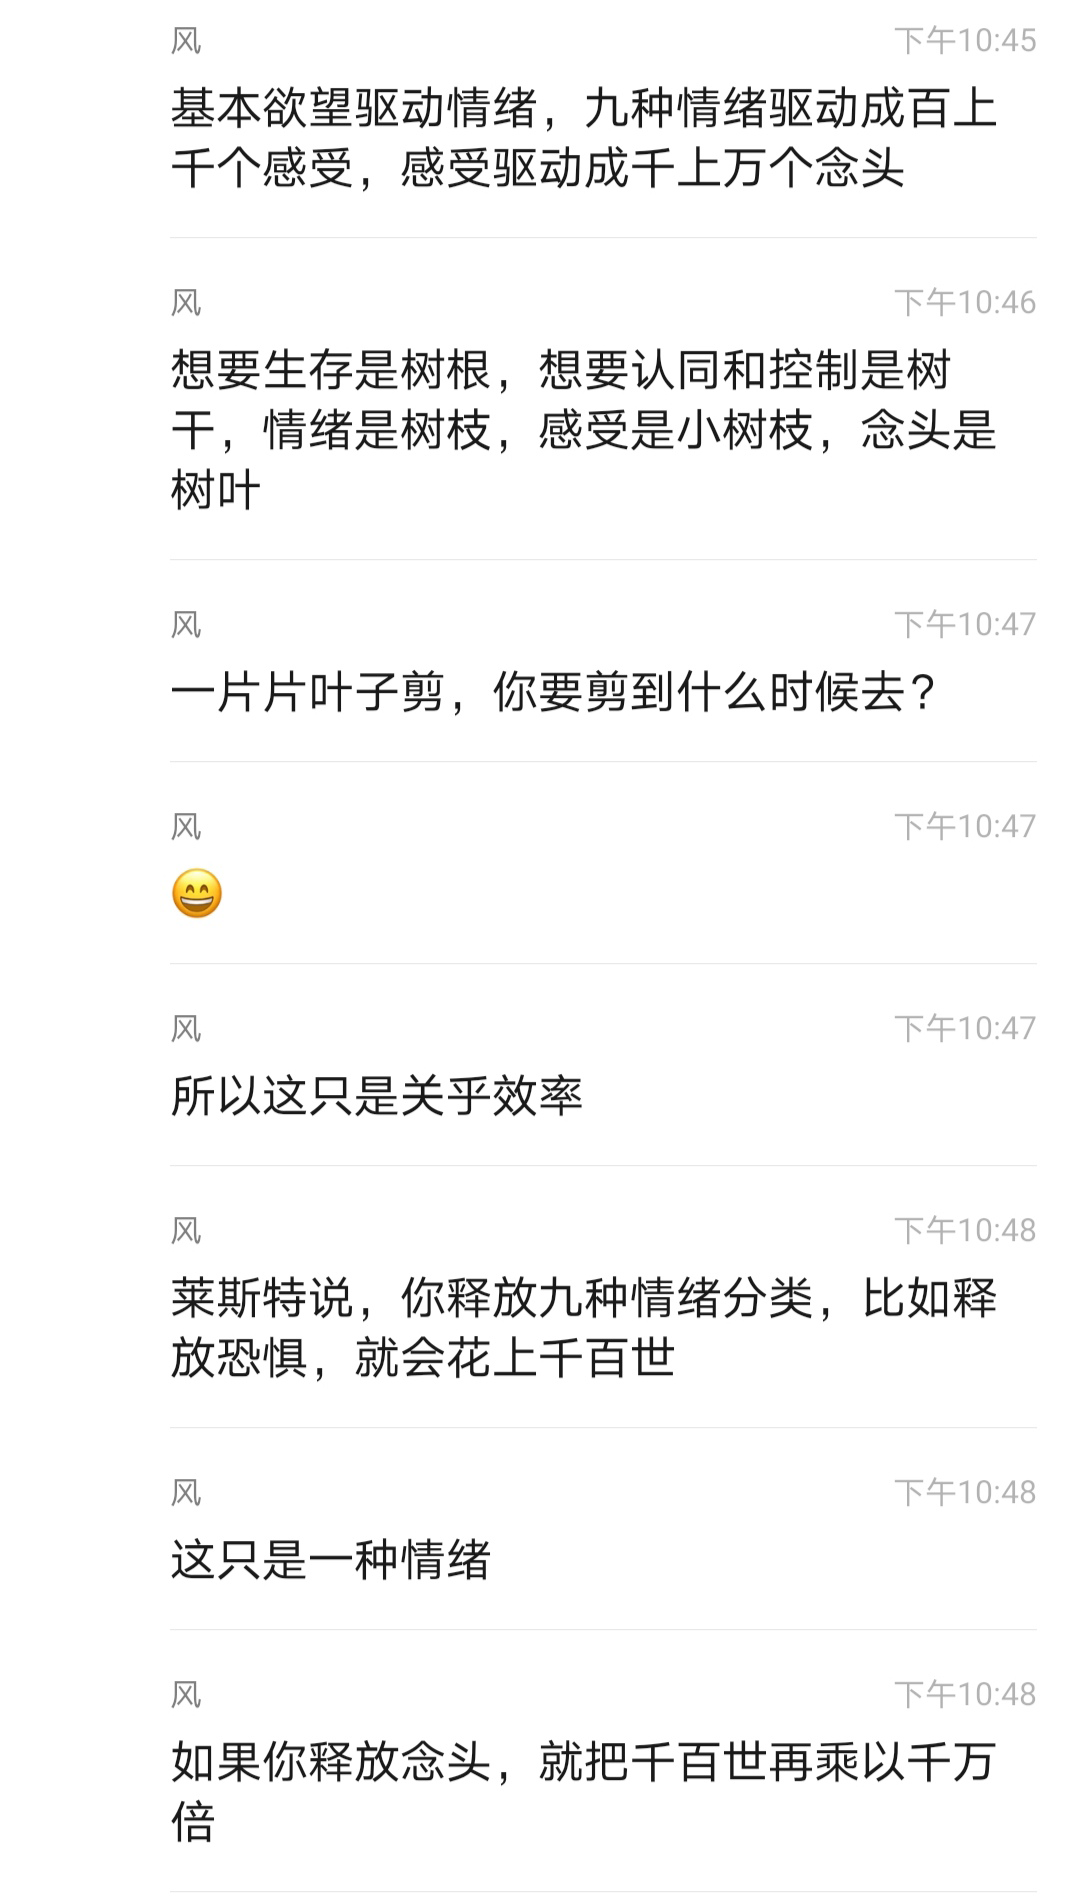 风 下午10:45
基本欲望驱动情绪，九种情绪驱动成百上
千个感受，感受驱动成千上万个念头
风 下午10:46
想要生存是树根，想要认同和控制是树
干，情绪是树枝，感受是小树枝，念头是
树叶
风 下午10:47
一片片叶子剪，你要剪到什么时候去？
风 下午10:47
😄
风 下午10:47
所以这只是关乎效率
风 下午10:48
莱斯特说，你释放九种情绪分类，比如释
放恐惧，就会花上千百世
风 下午10:48
这只是一种情绪
风 下午10:48
如果你释放念头，就把千百世再乘以千万
倍